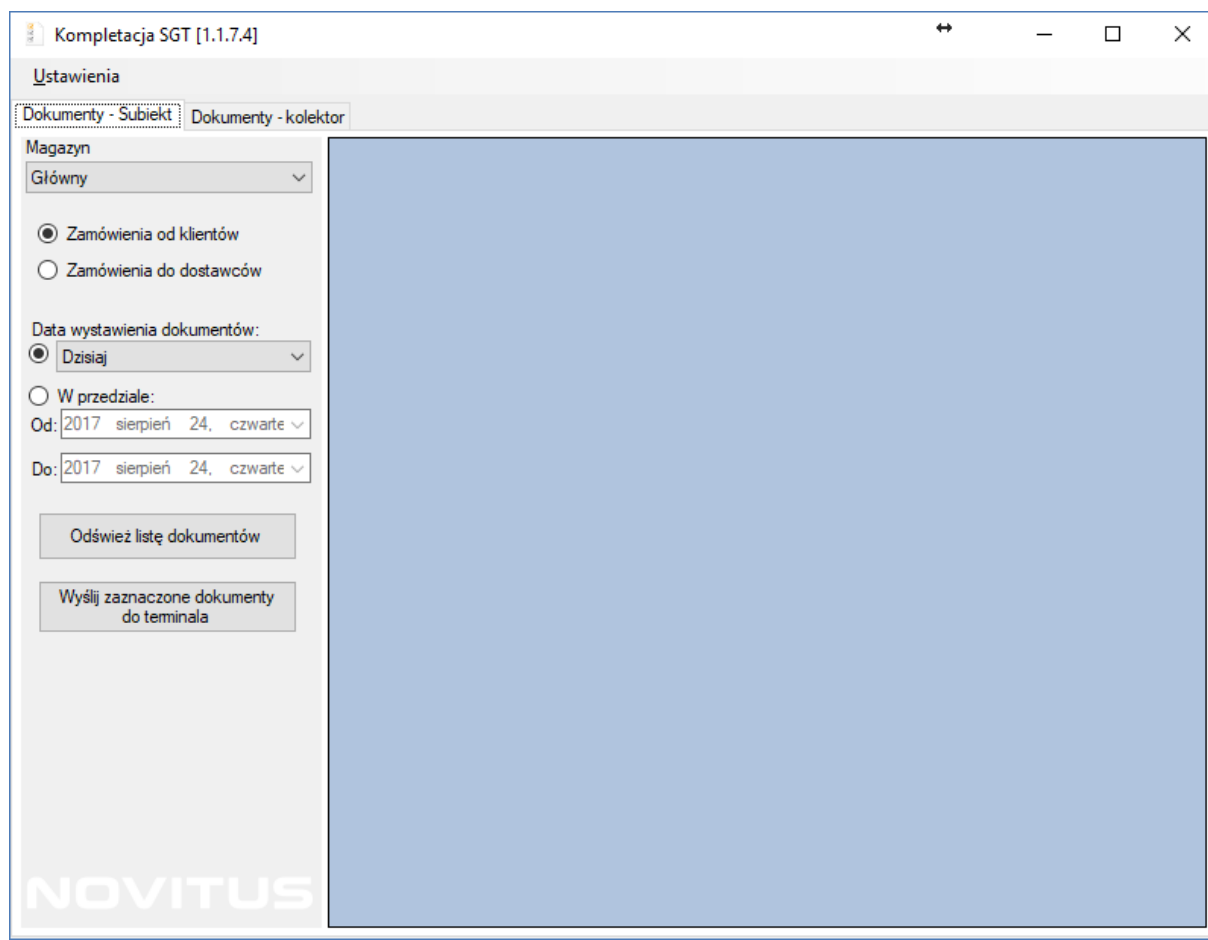 Kompletacja SGT [1.1.7.4]
Ustawienia
Dokumenty - Subiekt Dokumenty - kolektor
Magazyn
Główny
Zamówienia od klientów
Zamówienia do dostawców
Data wystawienia dokumentów:
Dzisiaj
W przedziale:
Od: 2017 sierpień 24, czwarte
Do: 2017 sierpień 24, czwarte
Odśwież listę dokumentów
Wyślij zaznaczone dokumenty
do terminala
NOVITUS